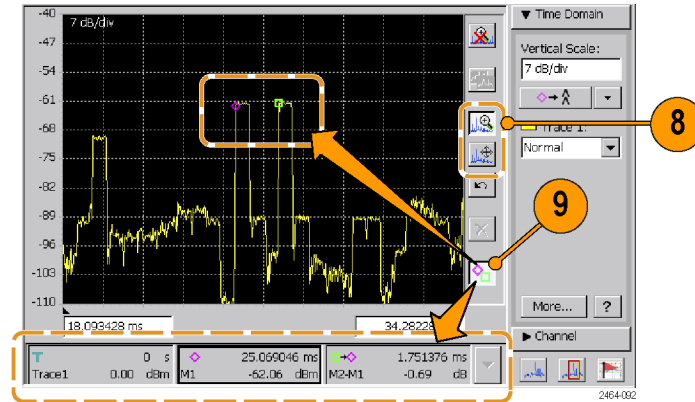 -40
7 dB/div
-47
-54
-61
-68
-75
-82
-89
-96
-103
-110
18.093428 ms
▼ Time Domain
Vertical Scale:
7 dB/div
Trace 1:
Normal
More...
?
▶ Channel
8
9
T 0 s
Trace1 0.00 dBm
25.069046 ms
M1 -62.06 dBm
1.751376 ms
M2-M1 -0.69 dB
2464-092